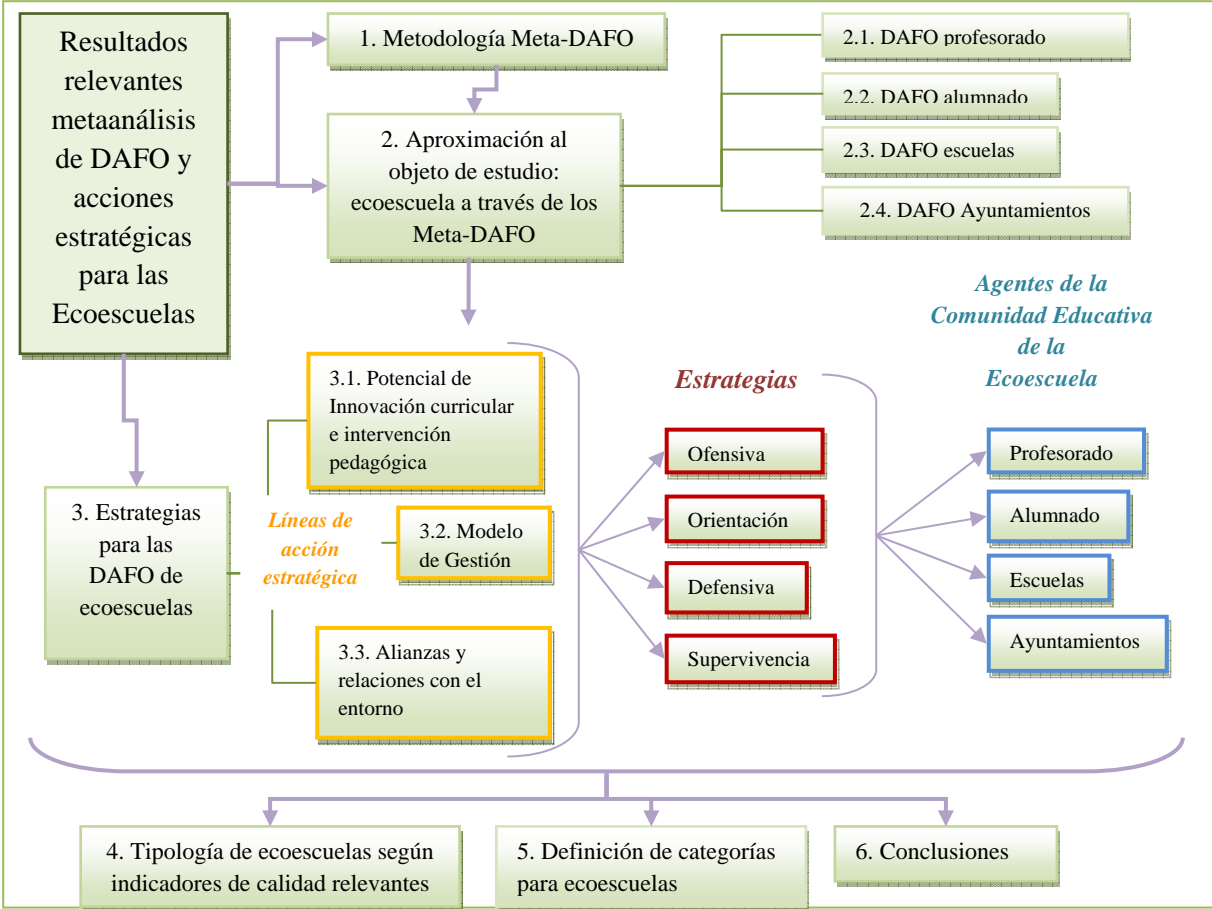 Resultados
relevantes
metaanálisis
de DAFO y
acciones
estratégicas
para las
Ecoescuelas
1. Metodología Meta-DAFO
2. Aproximación al
objeto de estudio:
ecoescuela a través de los
Meta-DAFO
2.1. DAFO profesorado
2.2. DAFO alumnado
2.3. DAFO escuelas
2.4. DAFO Ayuntamientos
3. Estrategias
para las
DAFO de
ecoescuelas
Líneas de
acción
estratégica
3.1. Potencial de
Innovación curricular
e intervención
pedagógica
3.2. Modelo
de Gestión
3.3. Alianzas y
relaciones con el
entorno
Estrategias
Ofensiva
Orientación
Defensiva
Supervivencia
Agentes de la
Comunidad Educativa
de la
Ecoescuela
Profesorado
Alumnado
Escuelas
Ayuntamientos
4. Tipología de ecoescuelas según
indicadores de calidad relevantes
5. Definición de categorías
para ecoescuelas
6. Conclusiones